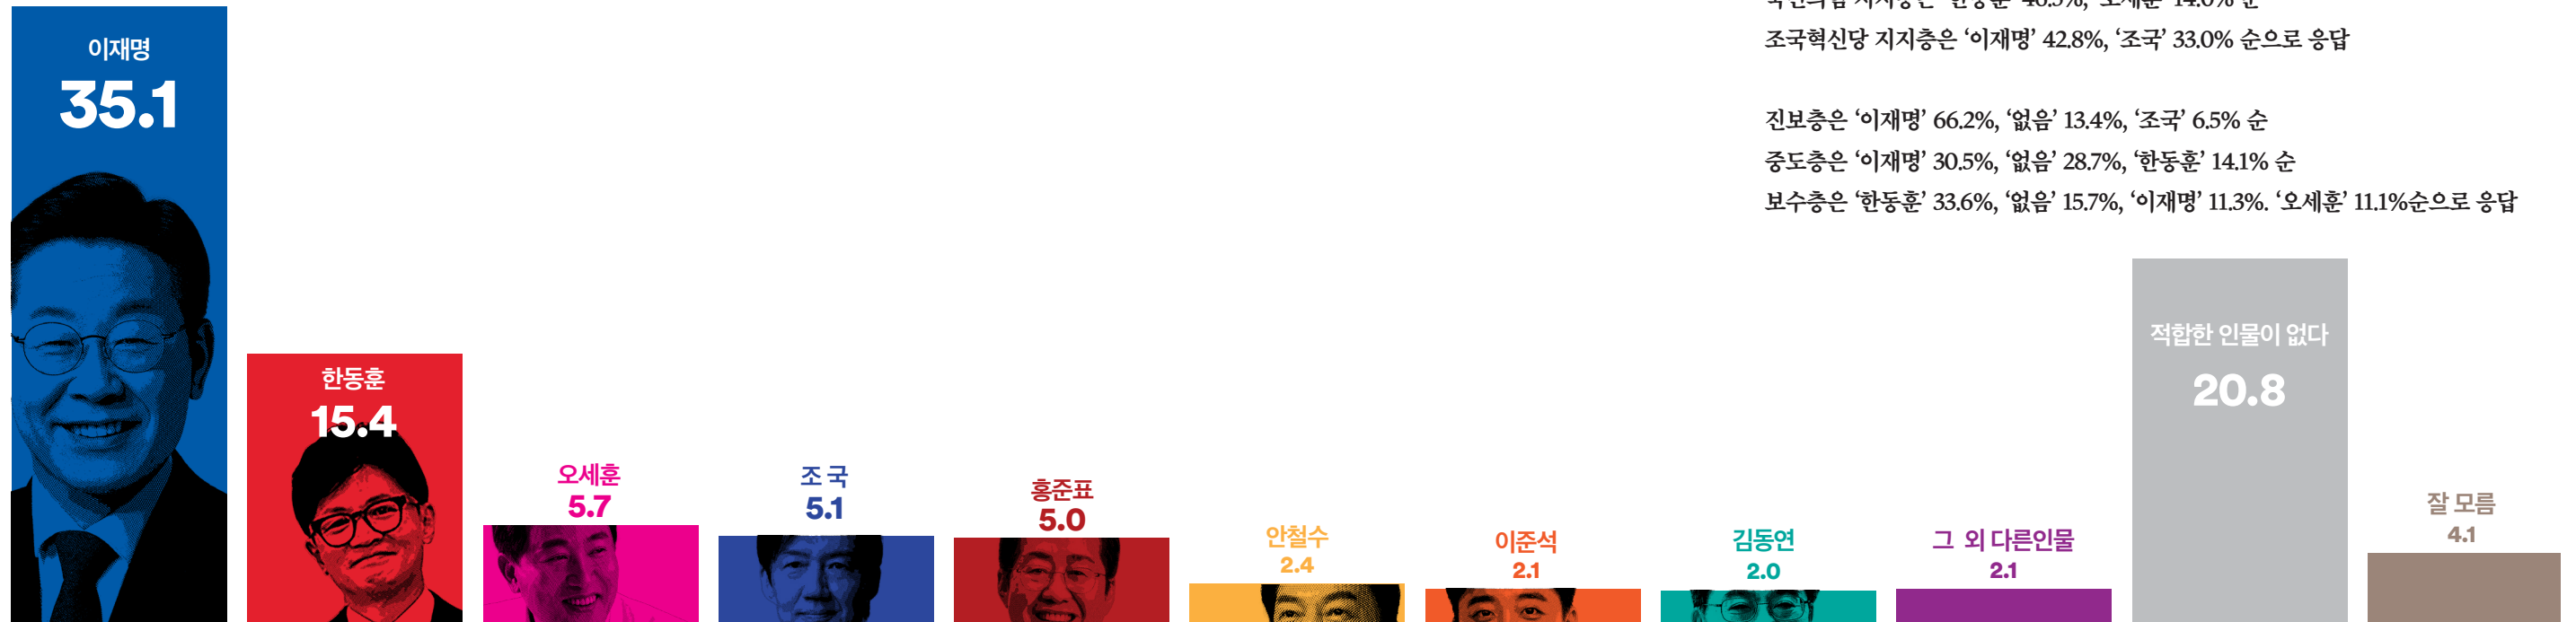 조국혁신당 지지층은 ‘이재명’ 42.8%, ‘조국’ 33.0% 순으로 응답
진보층은 ‘이재명’ 66.2%, ‘없음’ 13.4%, ‘조국’ 6.5% 순
중도층은 ‘이재명’ 30.5%, ‘없음’ 28.7%, ‘한동훈’ 14.1% 순
보수층은 ‘한동훈’ 33.6%, ‘없음’ 15.7%, ‘이재명’ 11.3%. ‘오세훈’ 11.1%순으로 응답
이재명
35.1
한동훈
15.4
오세훈
5.7
조 국
5.1
홍준표
5.0
안철수
2.4
이준석
2.1
김동연
2.0
그 외 다른인물
2.1
적합한 인물이 없다
20.8
잘 모름
4.1